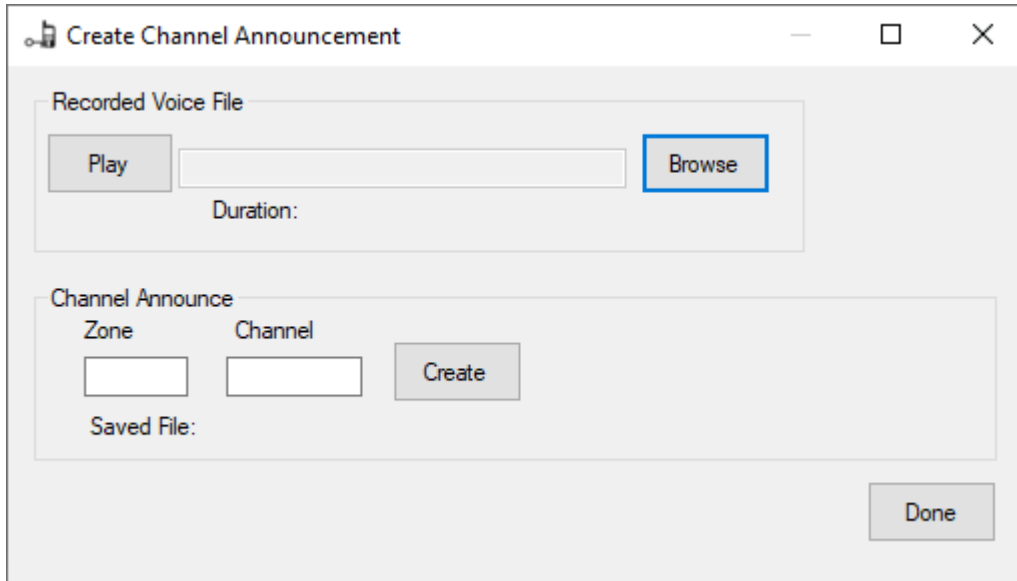 Create Channel Announcement
Recorded Voice File
Play
Browse
Duration:
Channel Announce
Zone Channel
Create
Saved File:
Done